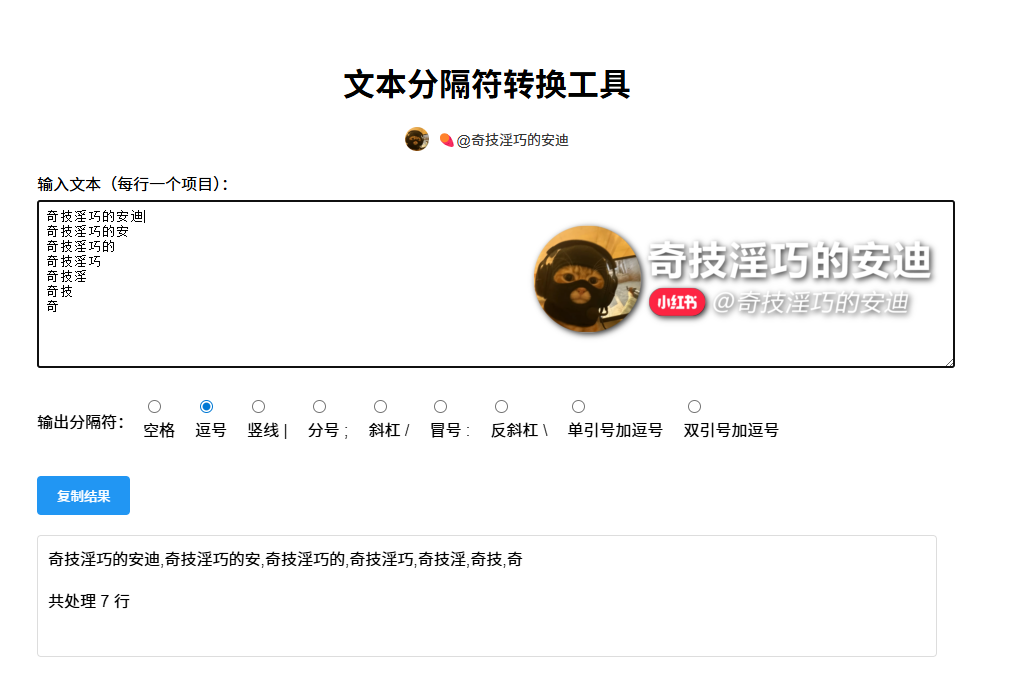 文本分隔符转换工具
@奇技淫巧的安迪
输入文本（每行一个项目）：
奇技淫巧的安迪
奇技淫巧的安
奇技淫巧的
奇技淫巧
奇技淫
奇技
奇
奇技淫巧的安迪
小红书 @奇技淫巧的安迪
输出分隔符： 空格 逗号 竖线 | 分号 ; 斜杠 / 冒号 : 反斜杠 \ 单引号加逗号 双引号加逗号
复制结果
奇技淫巧的安迪,奇技淫巧的安,奇技淫巧的,奇技淫巧,奇技淫,奇技,奇
共处理 7 行